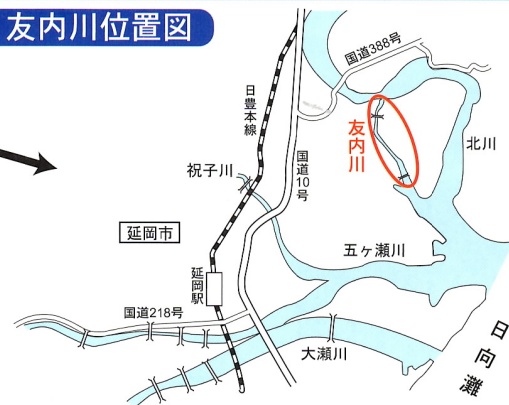 友内川位置図
国道388号
日豊本線
友内川
北川
祝子川
国道10号
延岡市
五ヶ瀬川
延岡駅
国道218号
大瀬川
日向灘